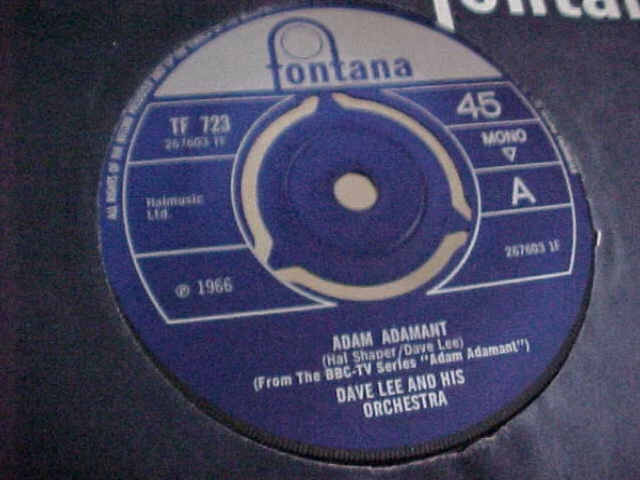 fontana
fontana
TF 723
267603 TF
45
MONO
A
Halmusic
Ltd.
267603 1F
℗ 1966
ADAM ADAMANT
(Hal Shaper/Dave Lee)
(From The BBC-TV Series "Adam Adamant")
DAVE LEE AND HIS
ORCHESTRA